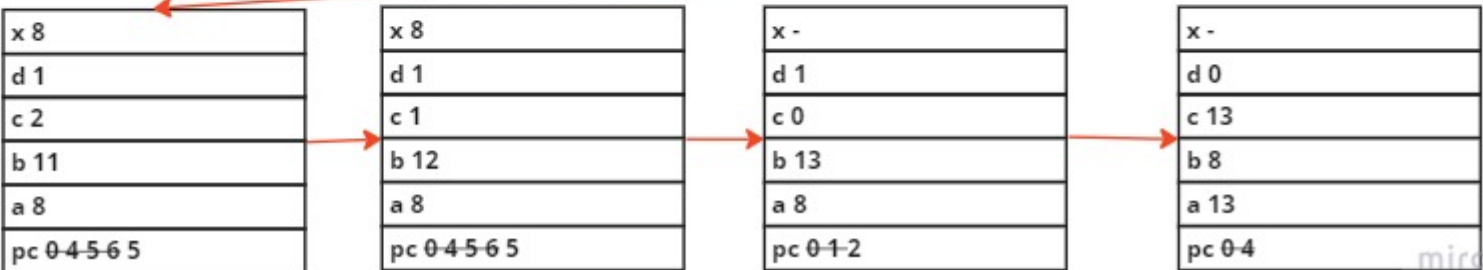 x 8
d 1
c 2
b 11
a 8
pc 0 4 5 6 5
x 8
d 1
c 1
b 12
a 8
pc 0 4 5 6 5
x -
d 1
c 0
b 13
a 8
pc 0 1 2
x -
d 0
c 13
b 8
a 13
pc 0 4